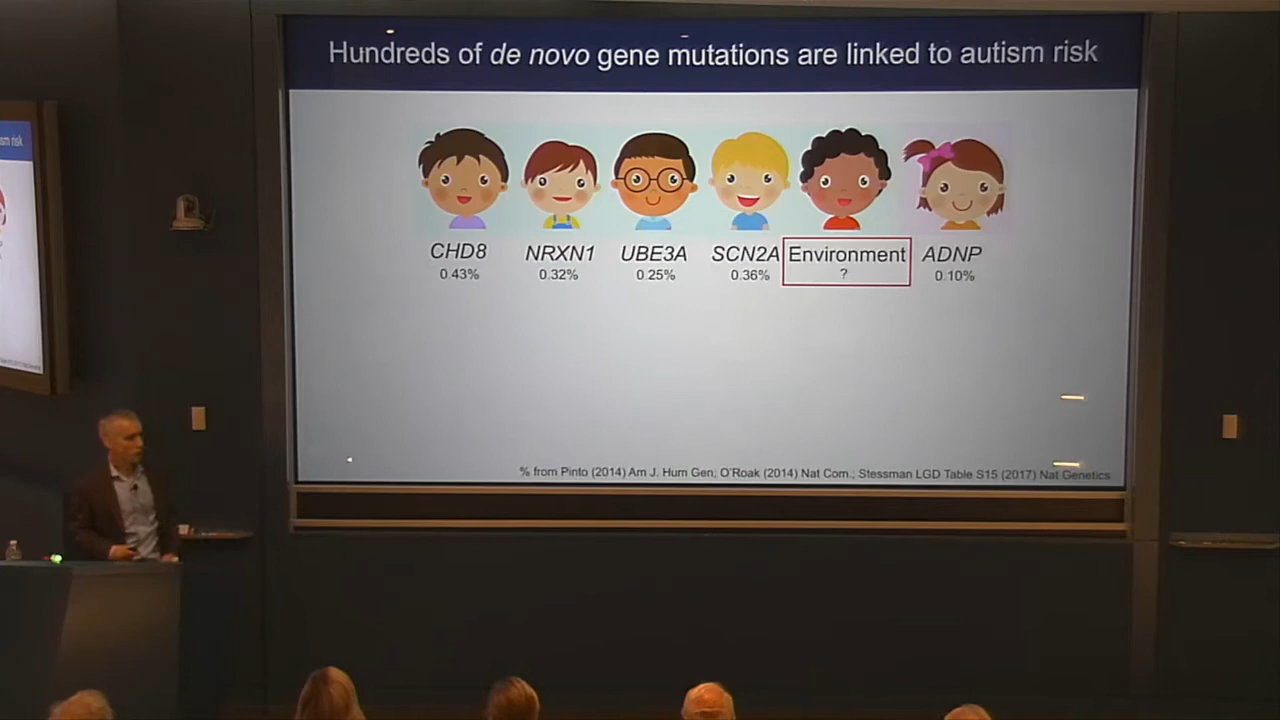 Hundreds of de novo gene mutations are linked to autism risk
sm risk
CHD8 NRXN1 UBE3A SCN2A Environment ADNP
0.43% 0.32% 0.25% 0.36% ? 0.10%
% from Pinto (2014) Am J. Hum Gen; O'Roak (2014) Nat Com.; Stessman LGD Table S15 (2017) Nat Genetics